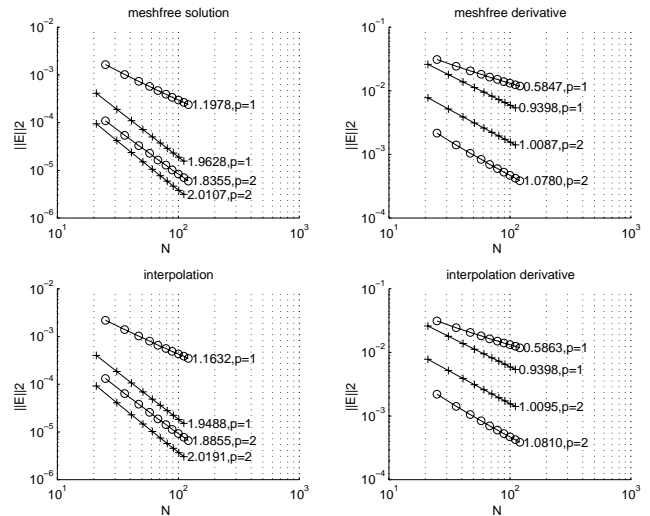 meshfree solution
10^-2
10^-3
10^-4
10^-5
10^-6
||E||2
1.1978,p=1
1.9628,p=1
1.8355,p=2
2.0107,p=2
10^1
10^2
10^3
N
meshfree derivative
10^-1
10^-2
10^-3
10^-4
||E||2
0.5847,p=1
0.9398,p=1
1.0087,p=2
1.0780,p=2
10^1
10^2
10^3
N
interpolation
10^-2
10^-3
10^-4
10^-5
10^-6
||E||2
1.1632,p=1
1.9488,p=1
1.8855,p=2
2.0191,p=2
10^1
10^2
10^3
N
interpolation derivative
10^-1
10^-2
10^-3
10^-4
||E||2
0.5863,p=1
0.9398,p=1
1.0095,p=2
1.0810,p=2
10^1
10^2
10^3
N